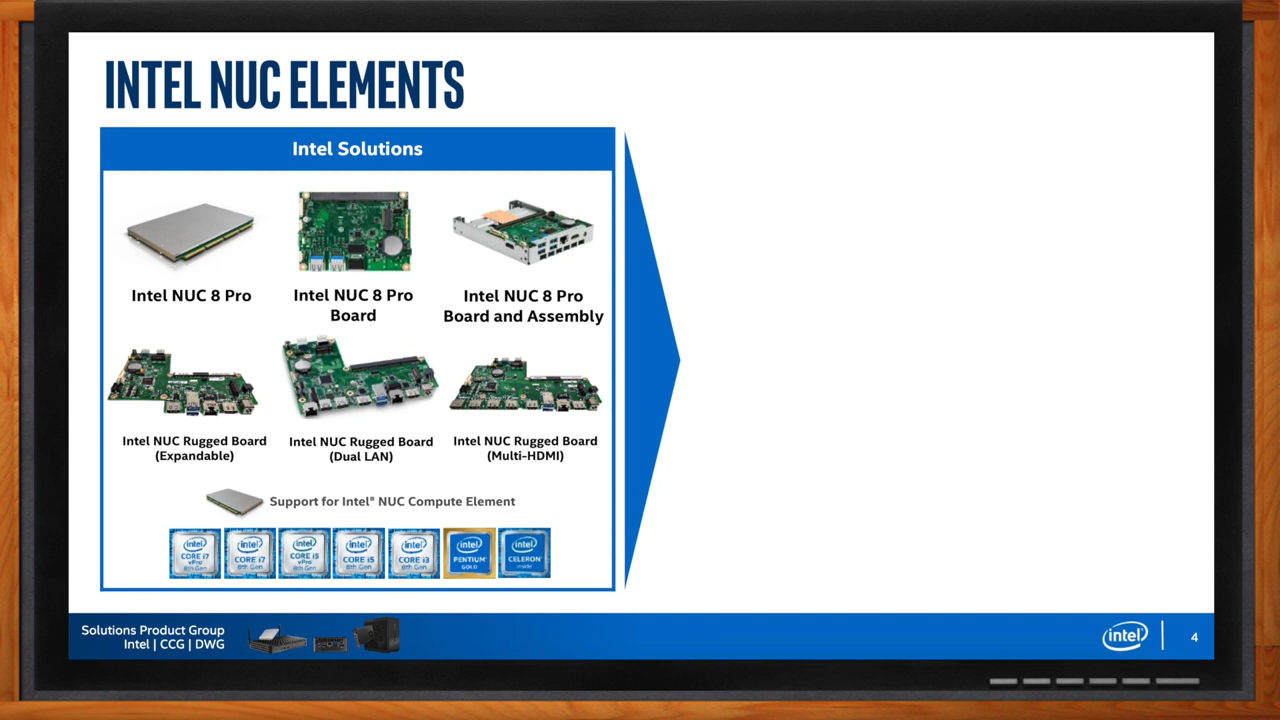 INTEL NUC ELEMENTS
Intel Solutions
Intel NUC 8 Pro
Intel NUC 8 Pro
Board
Intel NUC 8 Pro
Board and Assembly
Intel NUC Rugged Board
(Expandable)
Intel NUC Rugged Board
(Dual LAN)
Intel NUC Rugged Board
(Multi-HDMI)
Support for Intel® NUC Compute Element
intel
CORE i7
vPro
8th Gen
intel
CORE i7
8th Gen
intel
CORE i5
vPro
8th Gen
intel
CORE i5
8th Gen
intel
CORE i3
8th Gen
intel
PENTIUM®
GOLD
intel
CELERON®
inside
Solutions Product Group
Intel | CCG | DWG
intel
4